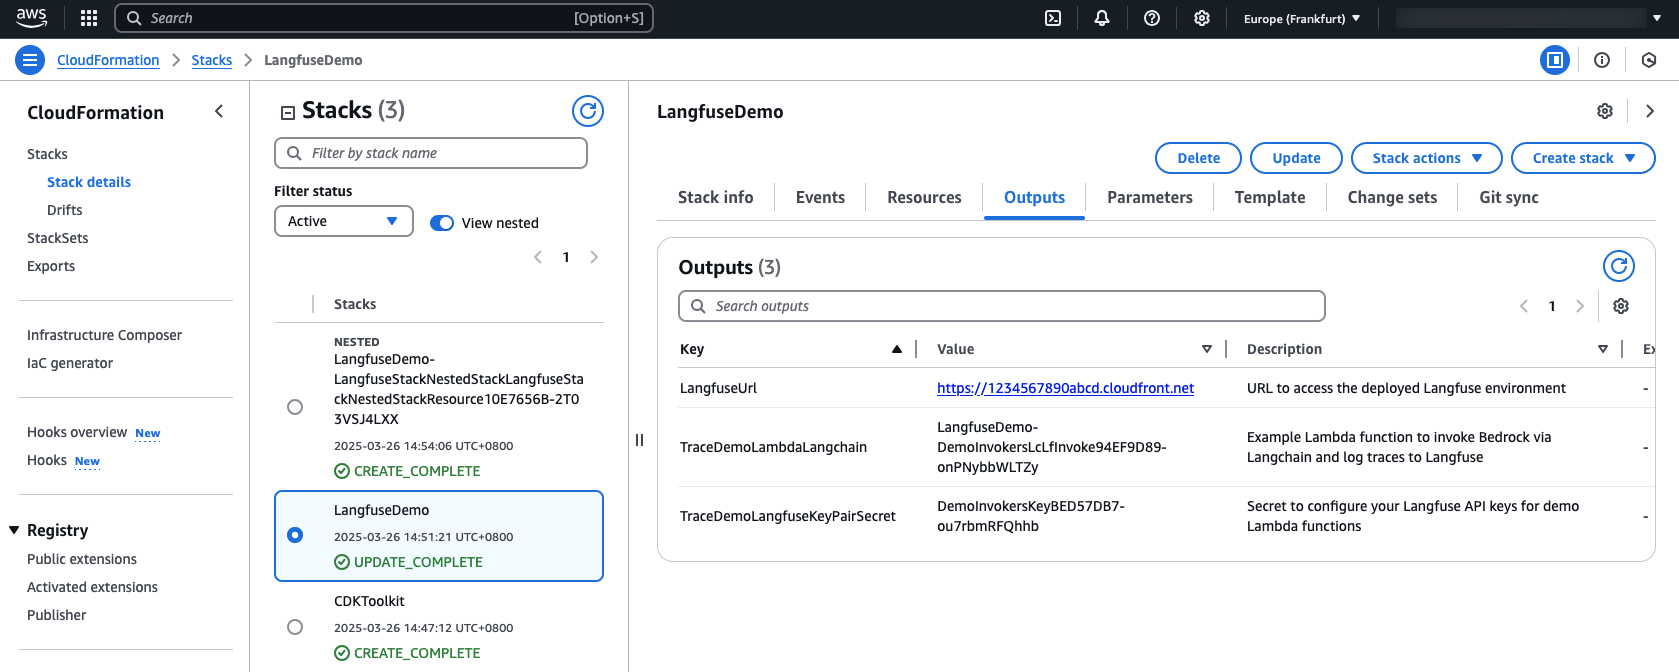 aws
Search [Option+S]
Europe (Frankfurt)
CloudFormation
Stacks
LangfuseDemo
CloudFormation
Stacks
Stack details
Drifts
StackSets
Exports
Infrastructure Composer
IaC generator
Hooks overview New
Hooks New
Registry
Public extensions
Activated extensions
Publisher
Stacks (3)
Filter by stack name
Filter status
Active
View nested
1
Stacks
NESTED
LangfuseDemo-
LangfuseStackNestedStackLangfuseSta
ckNestedStackResource10E7656B-2T0
3VSJ4LXX
2025-03-26 14:54:06 UTC+0800
CREATE_COMPLETE
LangfuseDemo
2025-03-26 14:51:21 UTC+0800
UPDATE_COMPLETE
CDKToolkit
2025-03-26 14:47:12 UTC+0800
CREATE_COMPLETE
LangfuseDemo
Delete
Update
Stack actions
Create stack
Stack info
Events
Resources
Outputs
Parameters
Template
Change sets
Git sync
Outputs (3)
Search outputs
1
Key
Value
Description
Ex
LangfuseUrl
https://1234567890abcd.cloudfront.net
URL to access the deployed Langfuse environment
-
TraceDemoLambdaLangchain
LangfuseDemo-
DemoInvokersLcLfInvoke94EF9D89-
onPNybbWLTZy
Example Lambda function to invoke Bedrock via
Langchain and log traces to Langfuse
-
TraceDemoLangfuseKeyPairSecret
DemoInvokersKeyBED57DB7-
ou7rbmRFQhhb
Secret to configure your Langfuse API keys for demo
Lambda functions
-